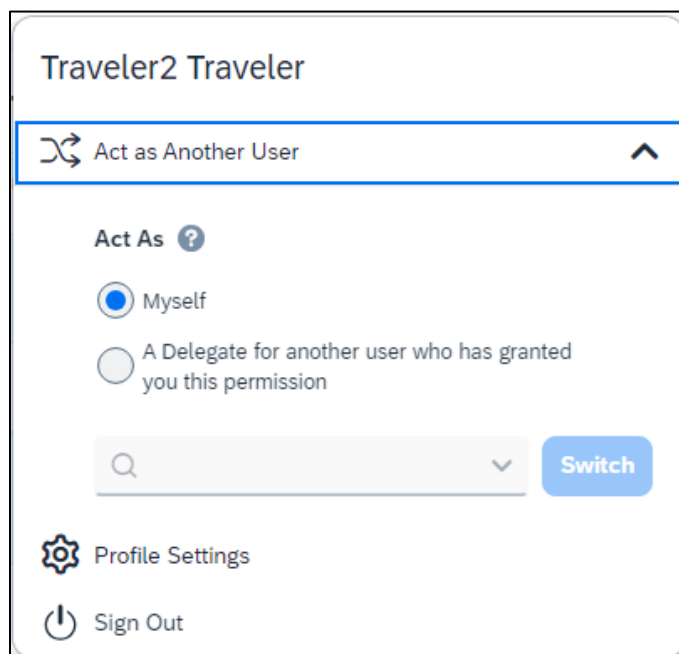 Traveler2 Traveler
Act as Another User
Act As ?
Myself
A Delegate for another user who has granted
you this permission
Switch
Profile Settings
Sign Out